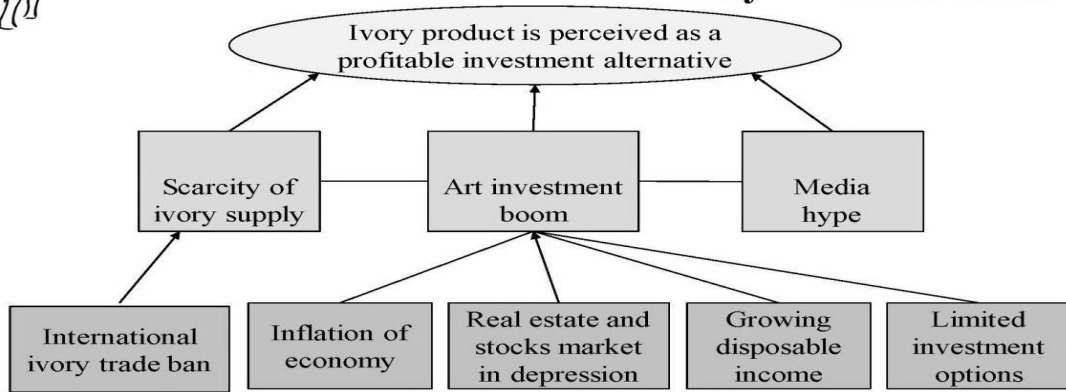 Ivory product is perceived as a
profitable investment alternative
Scarcity of
ivory supply
Art investment
boom
Media
hype
International
ivory trade ban
Inflation of
economy
Real estate and
stocks market
in depression
Growing
disposable
income
Limited
investment
options